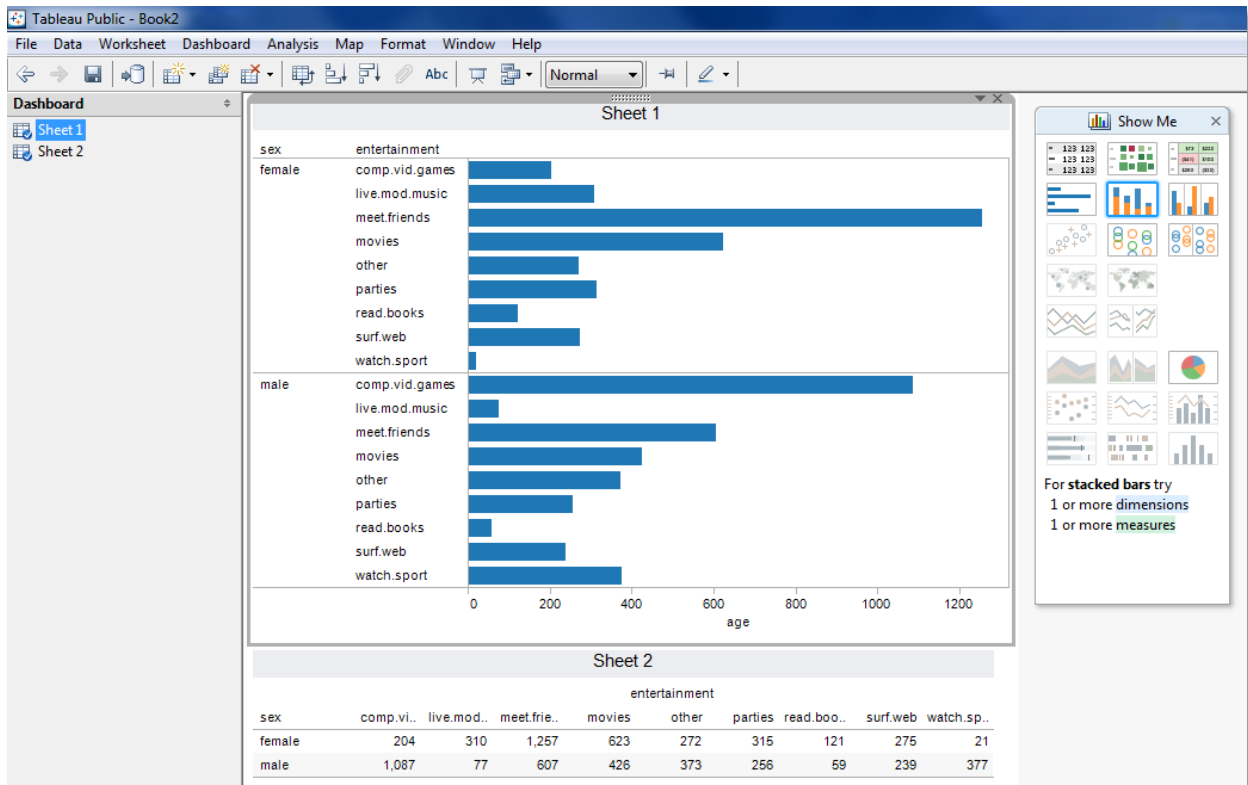 Tableau Public - Book2
File Data Worksheet Dashboard Analysis Map Format Window Help
Abc Normal
Dashboard
Sheet 1
Sheet 2
Sheet 1
sex entertainment
female comp.vid.games
live.mod.music
meet.friends
movies
other
parties
read.books
surf.web
watch.sport
male comp.vid.games
live.mod.music
meet.friends
movies
other
parties
read.books
surf.web
watch.sport
0 200 400 600 800 1000 1200
age
Sheet 2
entertainment
sex comp.vi.. live.mod.. meet.frie.. movies other parties read.boo.. surf.web watch.sp..
female 204 310 1,257 623 272 315 121 275 21
male 1,087 77 607 426 373 256 59 239 377
Show Me
123 123
123 123
123 123
For stacked bars try
1 or more dimensions
1 or more measures